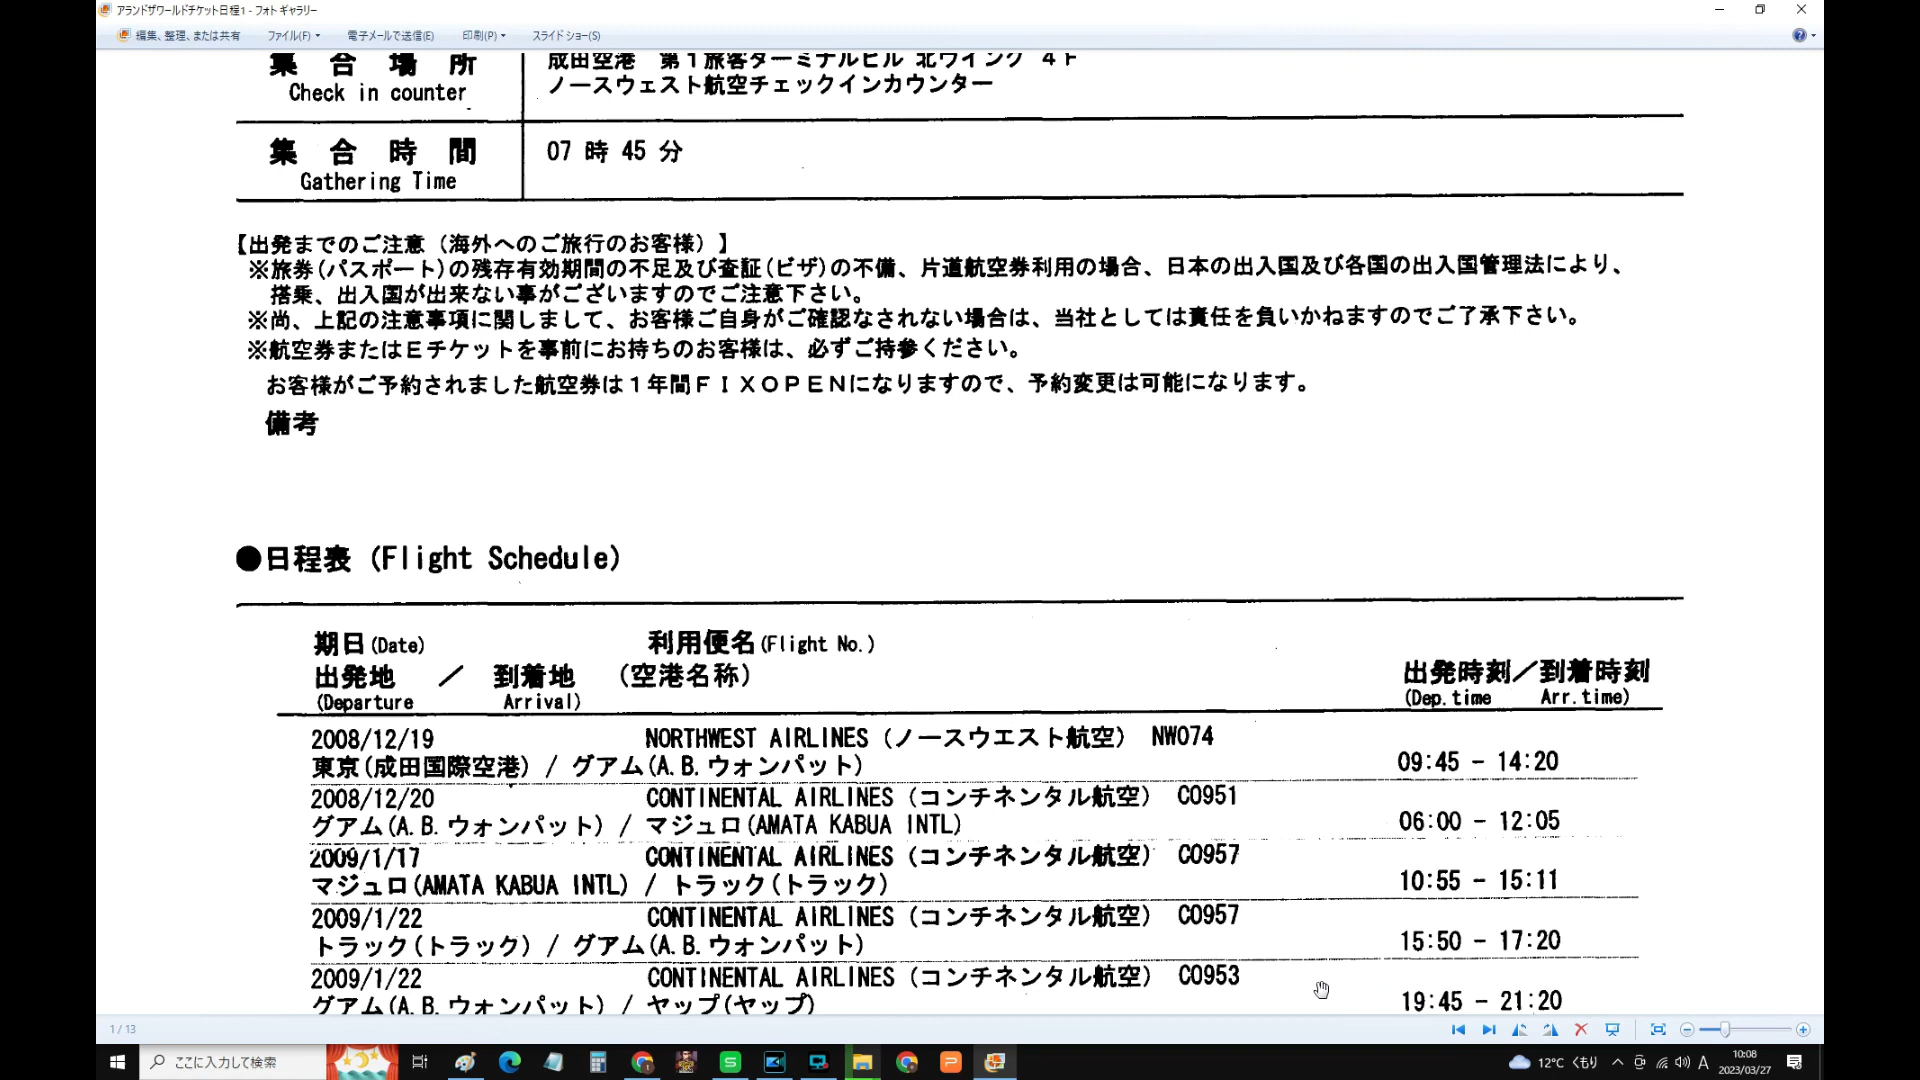 アランドザワールドチケット日程1 - フォト ギャラリー
編集、整理、または共有 ファイル(F) 電子メールで送信(E) 印刷(P) スライド ショー(S)
集合場所 成田空港 第1旅客ターミナルビル 北ウイング 4F
Check in counter ノースウェスト航空チェックインカウンター
集合時間 07 時 45 分
Gathering Time
【出発までのご注意(海外へのご旅行のお客様)】
※旅券(パスポート)の残存有効期間の不足及び査証(ビザ)の不備、片道航空券利用の場合、日本の出入国及び各国の出入国管理法により、
搭乗、出入国が出来ない事がございますのでご注意下さい。
※尚、上記の注意事項に関しまして、お客様ご自身がご確認なされない場合は、当社としては責任を負いかねますのでご了承下さい。
※航空券またはEチケットを事前にお持ちのお客様は、必ずご持参ください。
お客様がご予約されました航空券は1年間FIXOPENになりますので、予約変更は可能になります。
備考
●日程表 (Flight Schedule)
期日(Date) 利用便名(Flight No.)
出発地 / 到着地 (空港名称) 出発時刻/到着時刻
(Departure Arrival) (Dep.time Arr.time)
2008/12/19 NORTHWEST AIRLINES (ノースウエスト航空) NW074
東京(成田国際空港) / グアム(A.B.ウォンパット) 09:45 - 14:20
2008/12/20 CONTINENTAL AIRLINES (コンチネンタル航空) CO951
グアム(A.B.ウォンパット) / マジュロ(AMATA KABUA INTL) 06:00 - 12:05
2009/1/17 CONTINENTAL AIRLINES (コンチネンタル航空) CO957
マジュロ(AMATA KABUA INTL) / トラック(トラック) 10:55 - 15:11
2009/1/22 CONTINENTAL AIRLINES (コンチネンタル航空) CO957
トラック(トラック) / グアム(A.B.ウォンパット) 15:50 - 17:20
2009/1/22 CONTINENTAL AIRLINES (コンチネンタル航空) CO953
グアム(A.B.ウォンパット) / ヤップ(ヤップ) 19:45 - 21:20
1 / 13
ここに入力して検索 12°C くもり A 10:08
2023/03/27